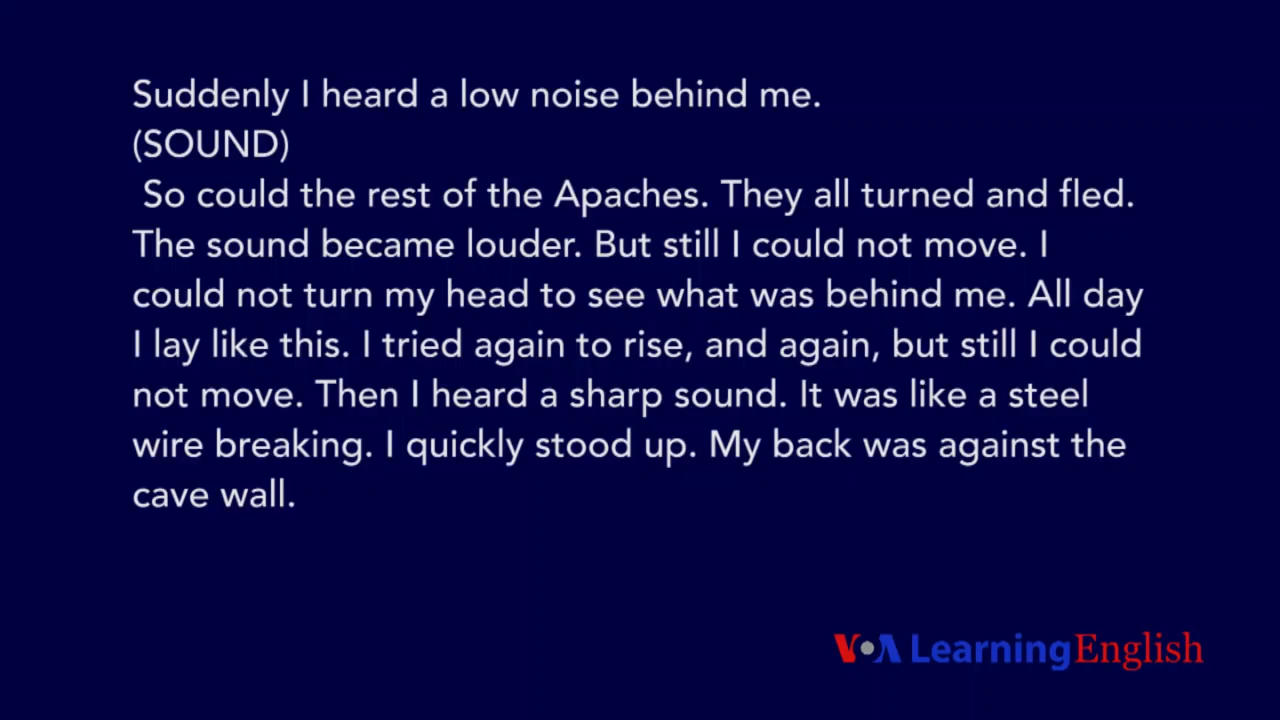 Suddenly I heard a low noise behind me.
(SOUND)
So could the rest of the Apaches. They all turned and fled.
The sound became louder. But still I could not move. I
could not turn my head to see what was behind me. All day
I lay like this. I tried again to rise, and again, but still I could
not move. Then I heard a sharp sound. It was like a steel
wire breaking. I quickly stood up. My back was against the
cave wall.
VOA Learning English